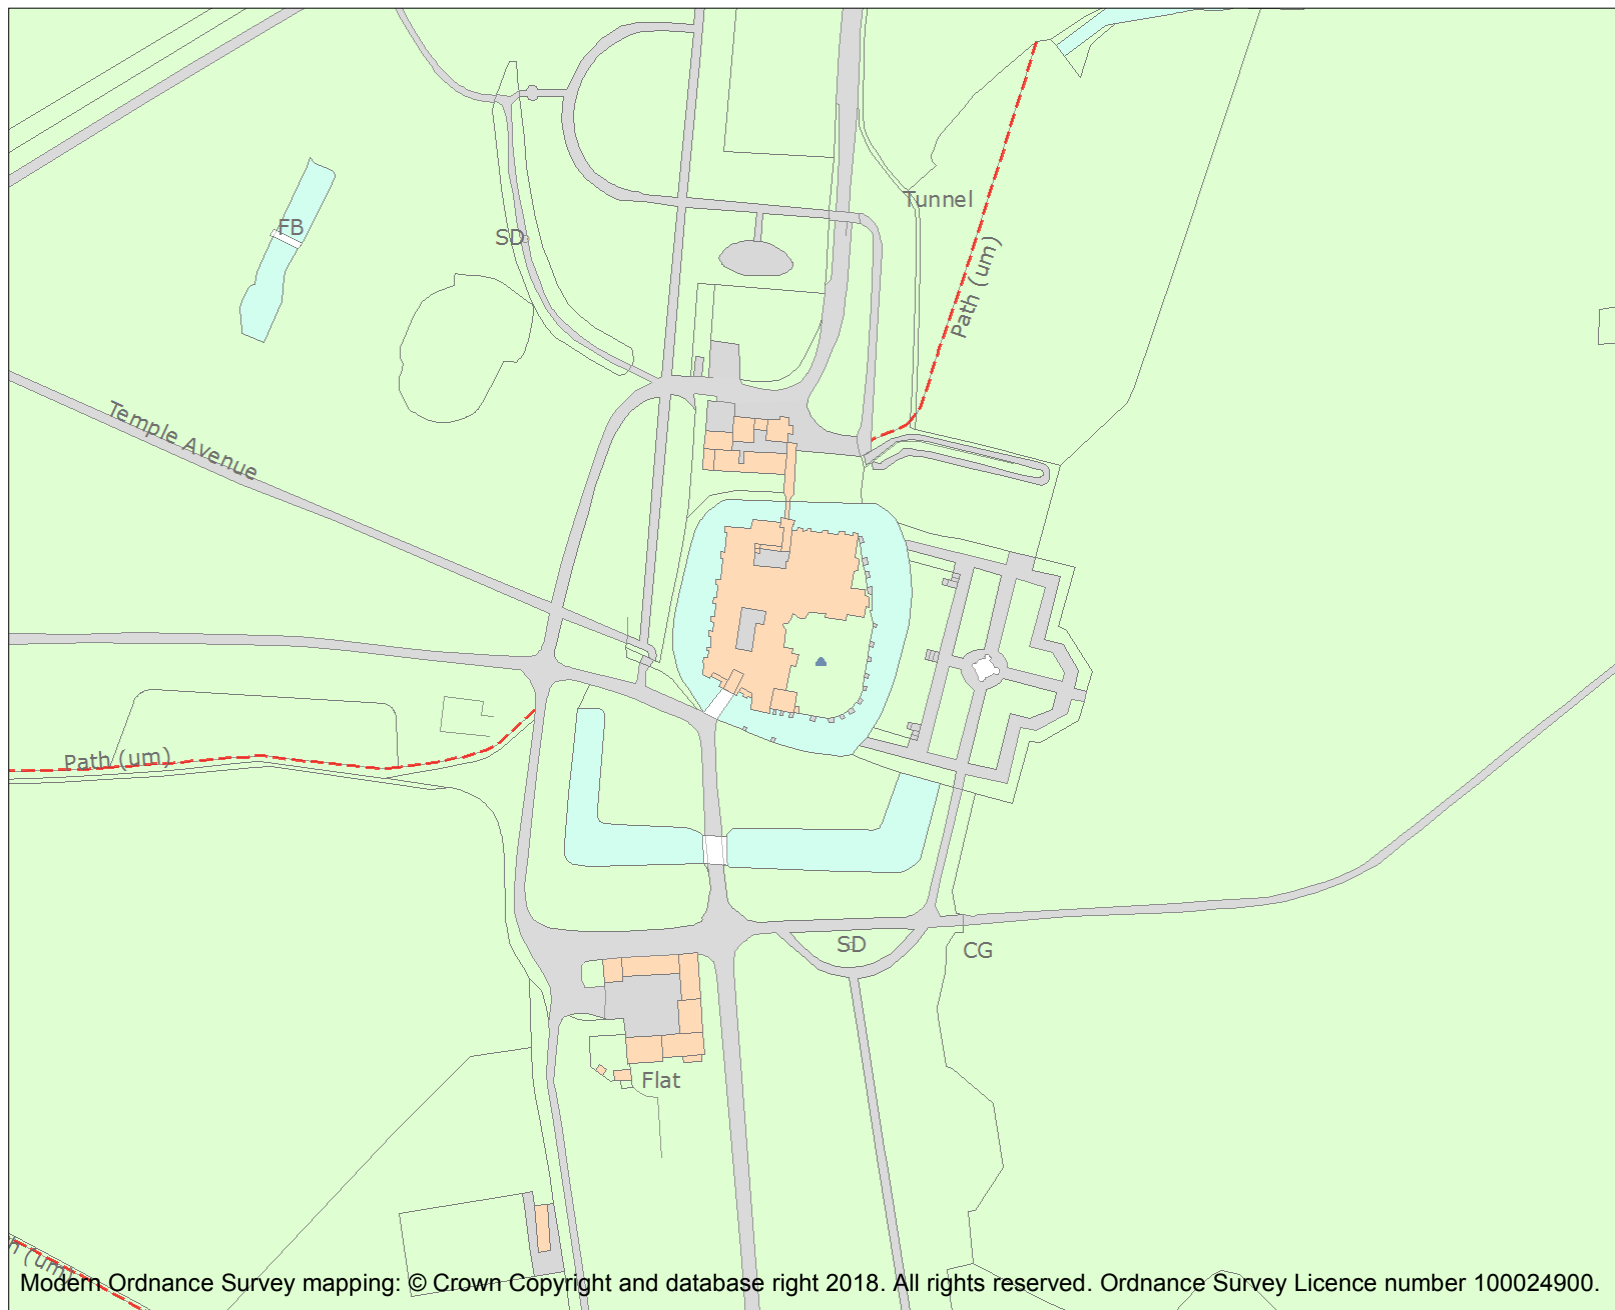 Tunnel
FB
SD
Path (um)
Temple Avenue
Path (um)
SD
CG
Flat
(um)
Modern Ordnance Survey mapping: © Crown Copyright and database right 2018. All rights reserved. Ordnance Survey Licence number 100024900.